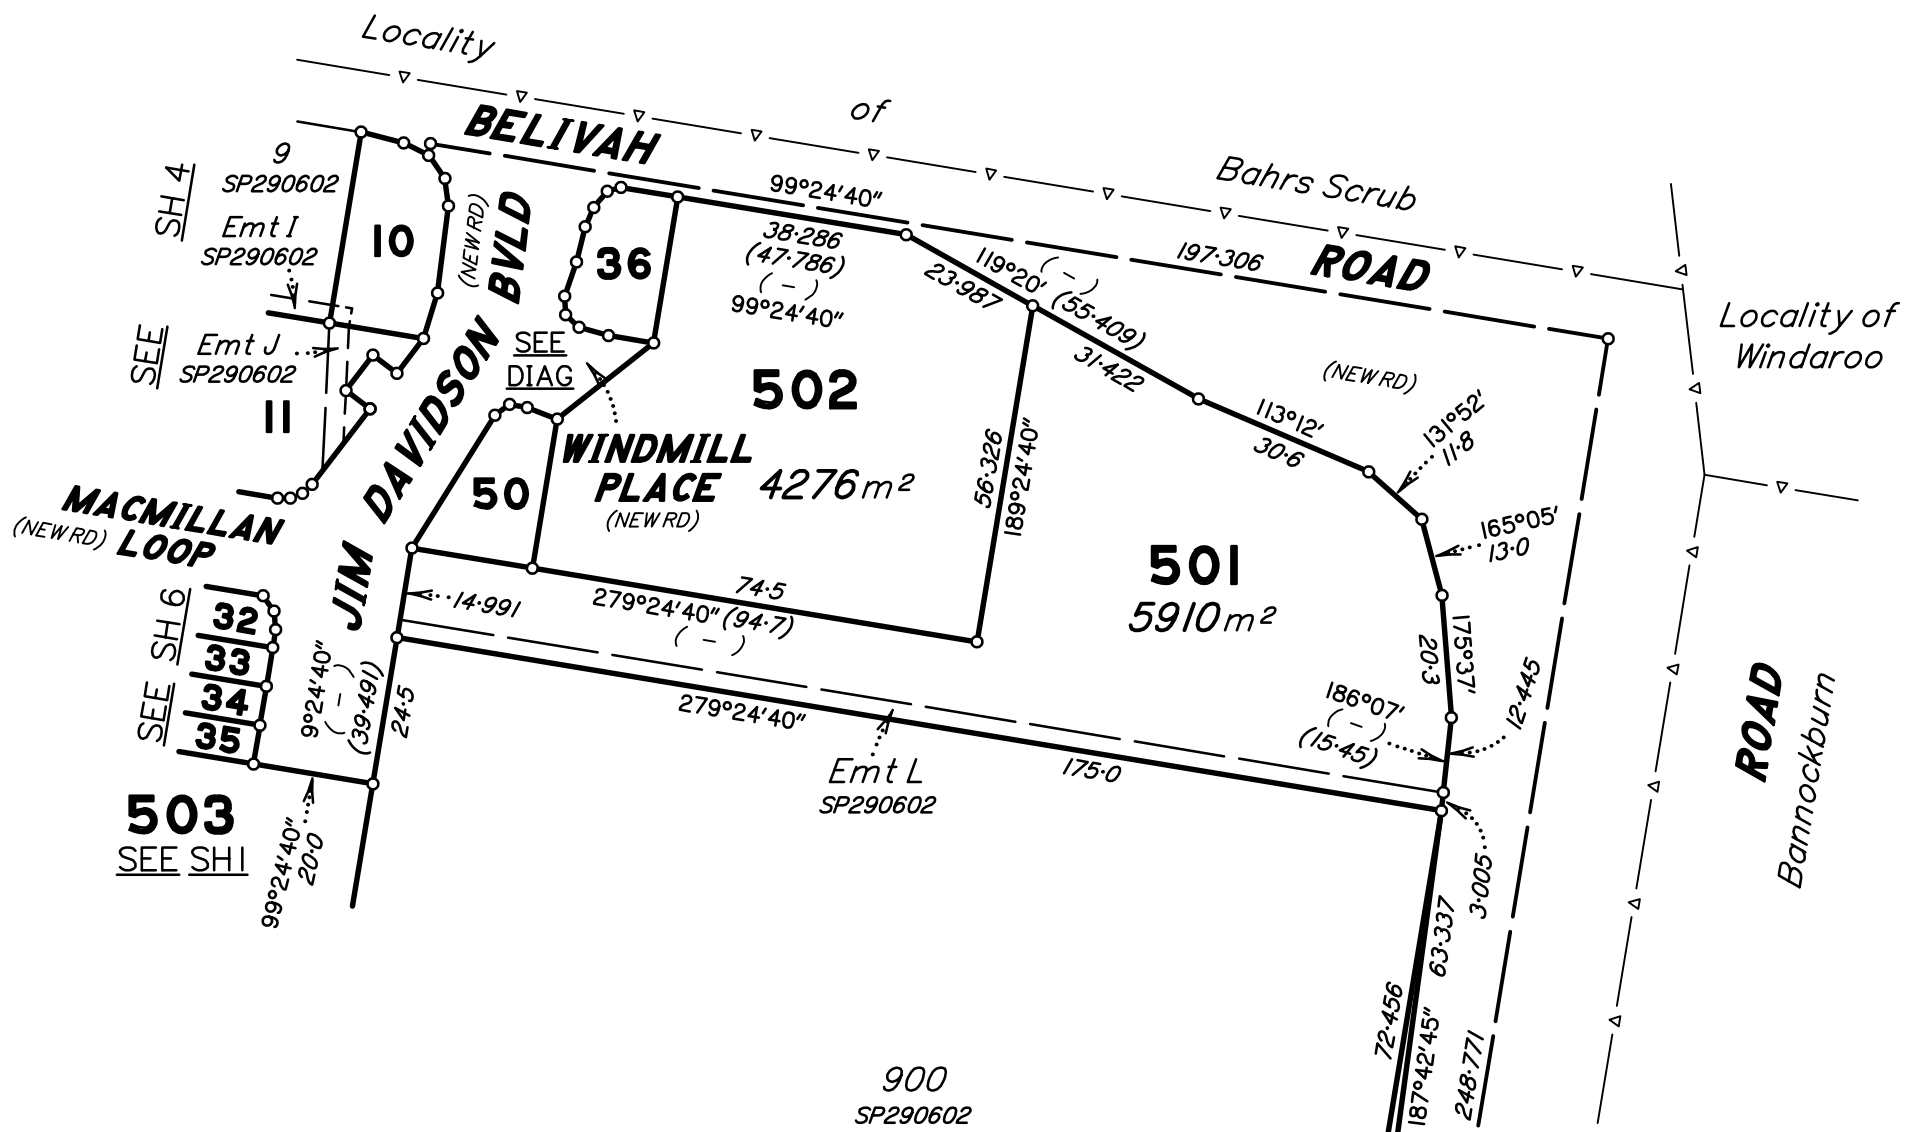 Locality
of
Bahrs Scrub
BELIVAH
ROAD
Locality of
Windaroo
9
SP290602
SH 4
Emt I
SP290602
10
(NEW RD)
JIM DAVIDSON BVLD
36
99°24'40"
38·286
(47·786)
( – )
99°24'40"
197·306
119°20'
( – )
(55·409)
23·987
31·422
(NEW RD)
SEE
Emt J
SP290602
11
SEE
DIAG
502
4276m²
WINDMILL
PLACE
(NEW RD)
50
56·326
189°24'40"
113°12'
30·6
131°52'
11·8
165°05'
13·0
501
5910m²
175°37'
20·3
MACMILLAN
LOOP
(NEW RD)
SEE SH 6
32
33
34
35
14·991
74·5
279°24'40"
(94·7)
( – )
9°24'40"
( – )
(39·491)
24·5
279°24'40"
175·0
Emt L
SP290602
186°07'
( – )
(15·45)
12·445
3·005
ROAD
Bannockburn
503
SEE SH 1
99°24'40"
20·0
72·456
63·337
187°42'45"
248·771
900
SP290602